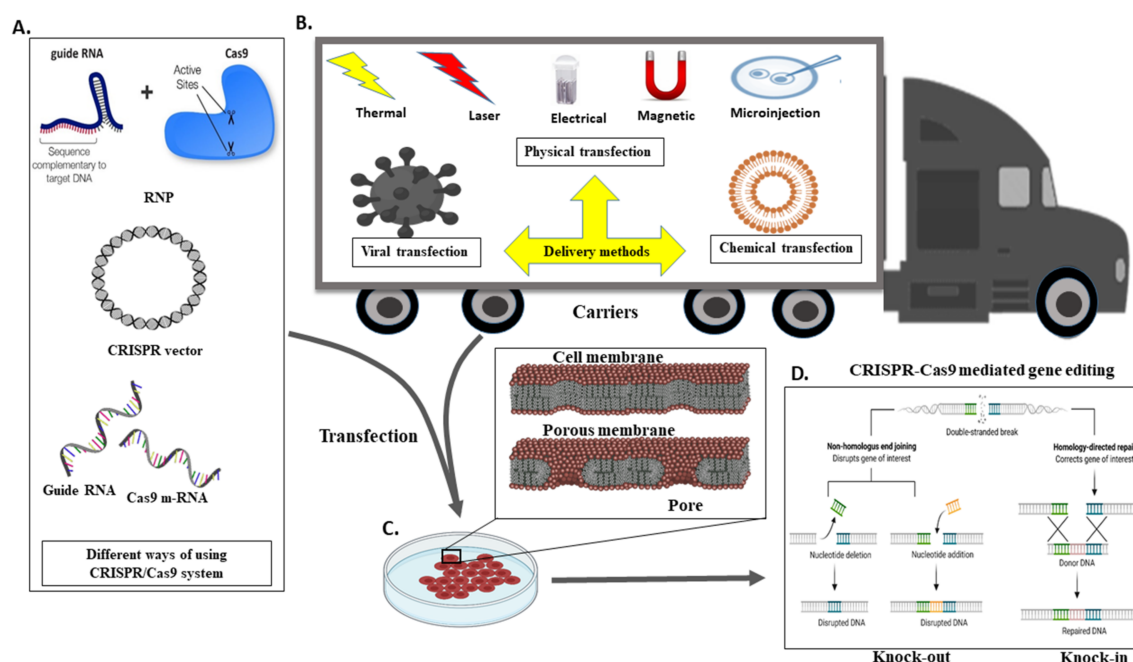 A.
guide RNA
Cas9
Active
Sites
+
Sequence
complementary to
target DNA
RNP
CRISPR vector
Guide RNA
Cas9 m-RNA
Different ways of using
CRISPR/Cas9 system
B.
Thermal
Laser
Electrical
Magnetic
Microinjection
Physical transfection
Viral transfection
Delivery methods
Chemical transfection
Carriers
Transfection
Cell membrane
Porous membrane
Pore
C.
D.
CRISPR-Cas9 mediated gene editing
Double-stranded break
Non-homologus end joining
Disrupts gene of interest
Homology-directed repai
Corrects gene of interest
Nucleotide deletion
Nucleotide addition
Donor DNA
Disrupted DNA
Disrupted DNA
Repaired DNA
Knock-out
Knock-in